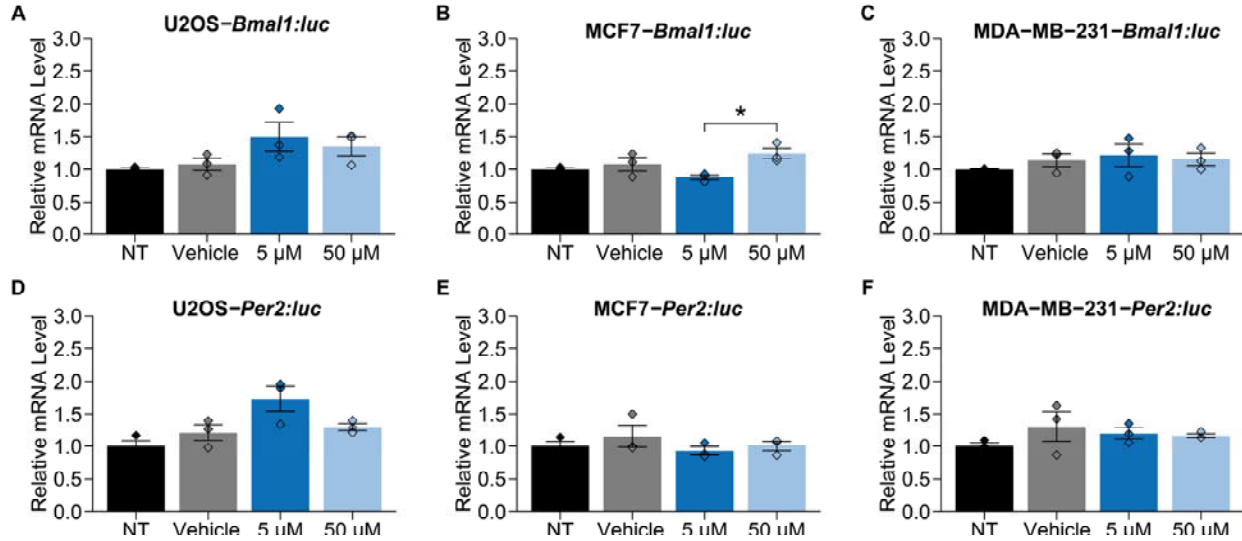 A
U2OS−Bmal1:luc
Relative mRNA Level
3.0
2.5
2.0
1.5
1.0
0.5
0.0
NT Vehicle 5 µM 50 µM
B
MCF7−Bmal1:luc
Relative mRNA Level
3.0
2.5
2.0
1.5
1.0
0.5
0.0
*
NT Vehicle 5 µM 50 µM
C
MDA−MB−231−Bmal1:luc
Relative mRNA Level
3.0
2.5
2.0
1.5
1.0
0.5
0.0
NT Vehicle 5 µM 50 µM
D
U2OS−Per2:luc
Relative mRNA Level
3.0
2.5
2.0
1.5
1.0
0.5
0.0
NT Vehicle 5 µM 50 µM
E
MCF7−Per2:luc
Relative mRNA Level
3.0
2.5
2.0
1.5
1.0
0.5
0.0
NT Vehicle 5 µM 50 µM
F
MDA−MB−231−Per2:luc
Relative mRNA Level
3.0
2.5
2.0
1.5
1.0
0.5
0.0
NT Vehicle 5 µM 50 µM